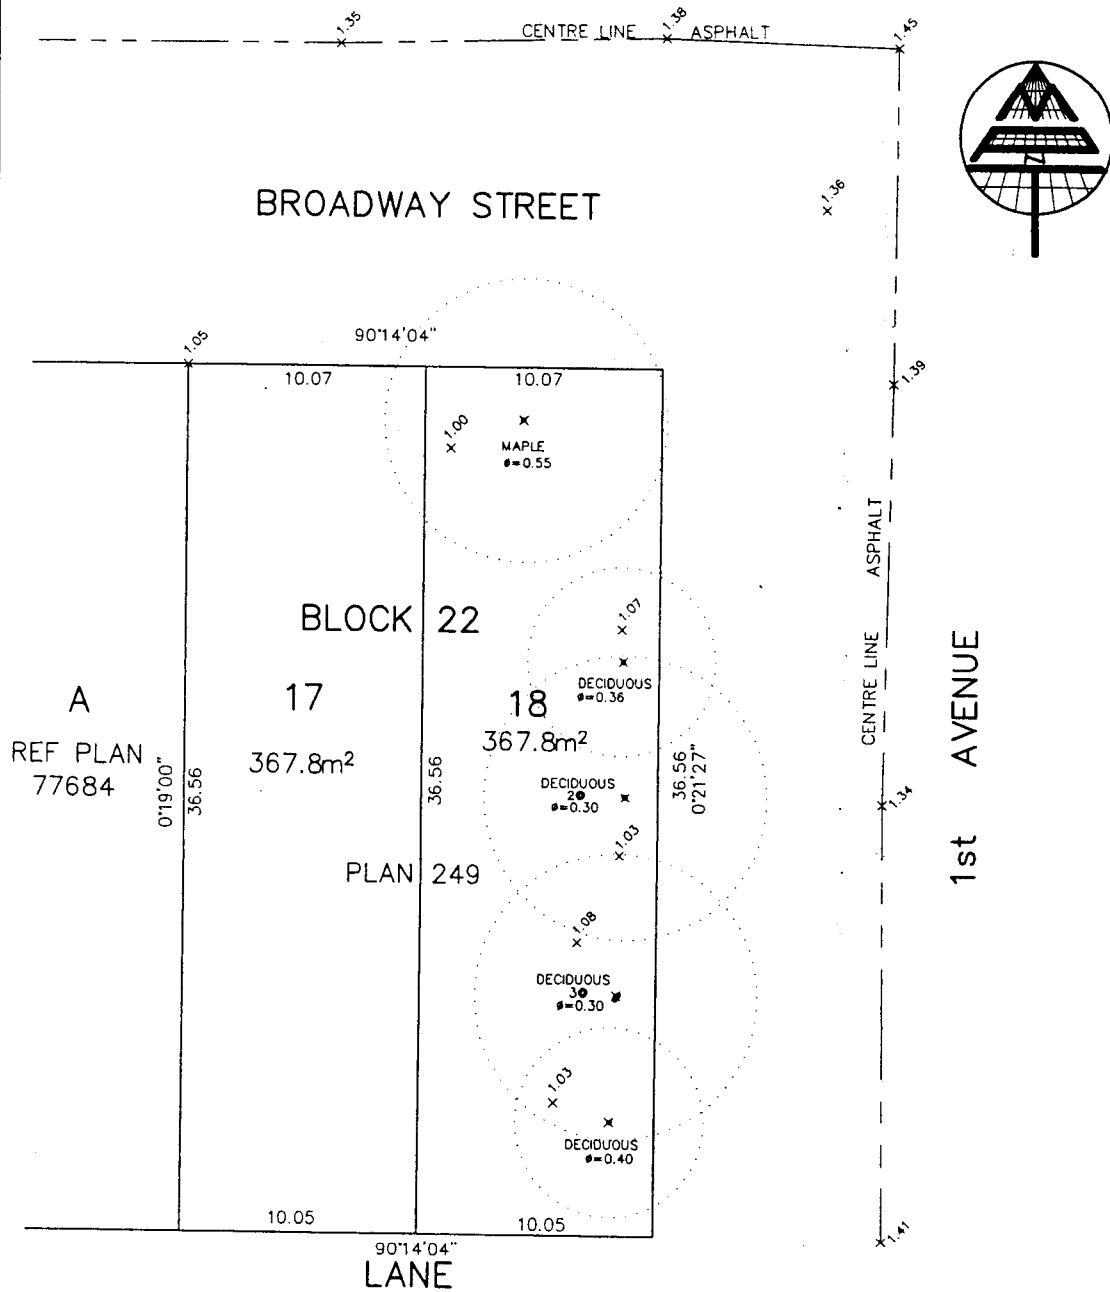 1.35
CENTRE LINE
1.38
ASPHALT
1.45
1.36
BROADWAY STREET
1.05
90°14'04"
10.07
10.07
1.39
1.00
MAPLE
ø=0.55
CENTRE LINE ASPHALT
1.07
BLOCK 22
DECIDUOUS
ø=0.36
A
17
18
REF PLAN
77684
367.8m²
367.8m²
0°19'00"
36.56
36.56
36.56
0°21'27"
DECIDUOUS
2@
ø=0.30
1.34
1st AVENUE
1.03
PLAN 249
1.08
DECIDUOUS
3@
ø=0.30
1.03
DECIDUOUS
ø=0.40
10.05
10.05
1.41
90°14'04"
LANE